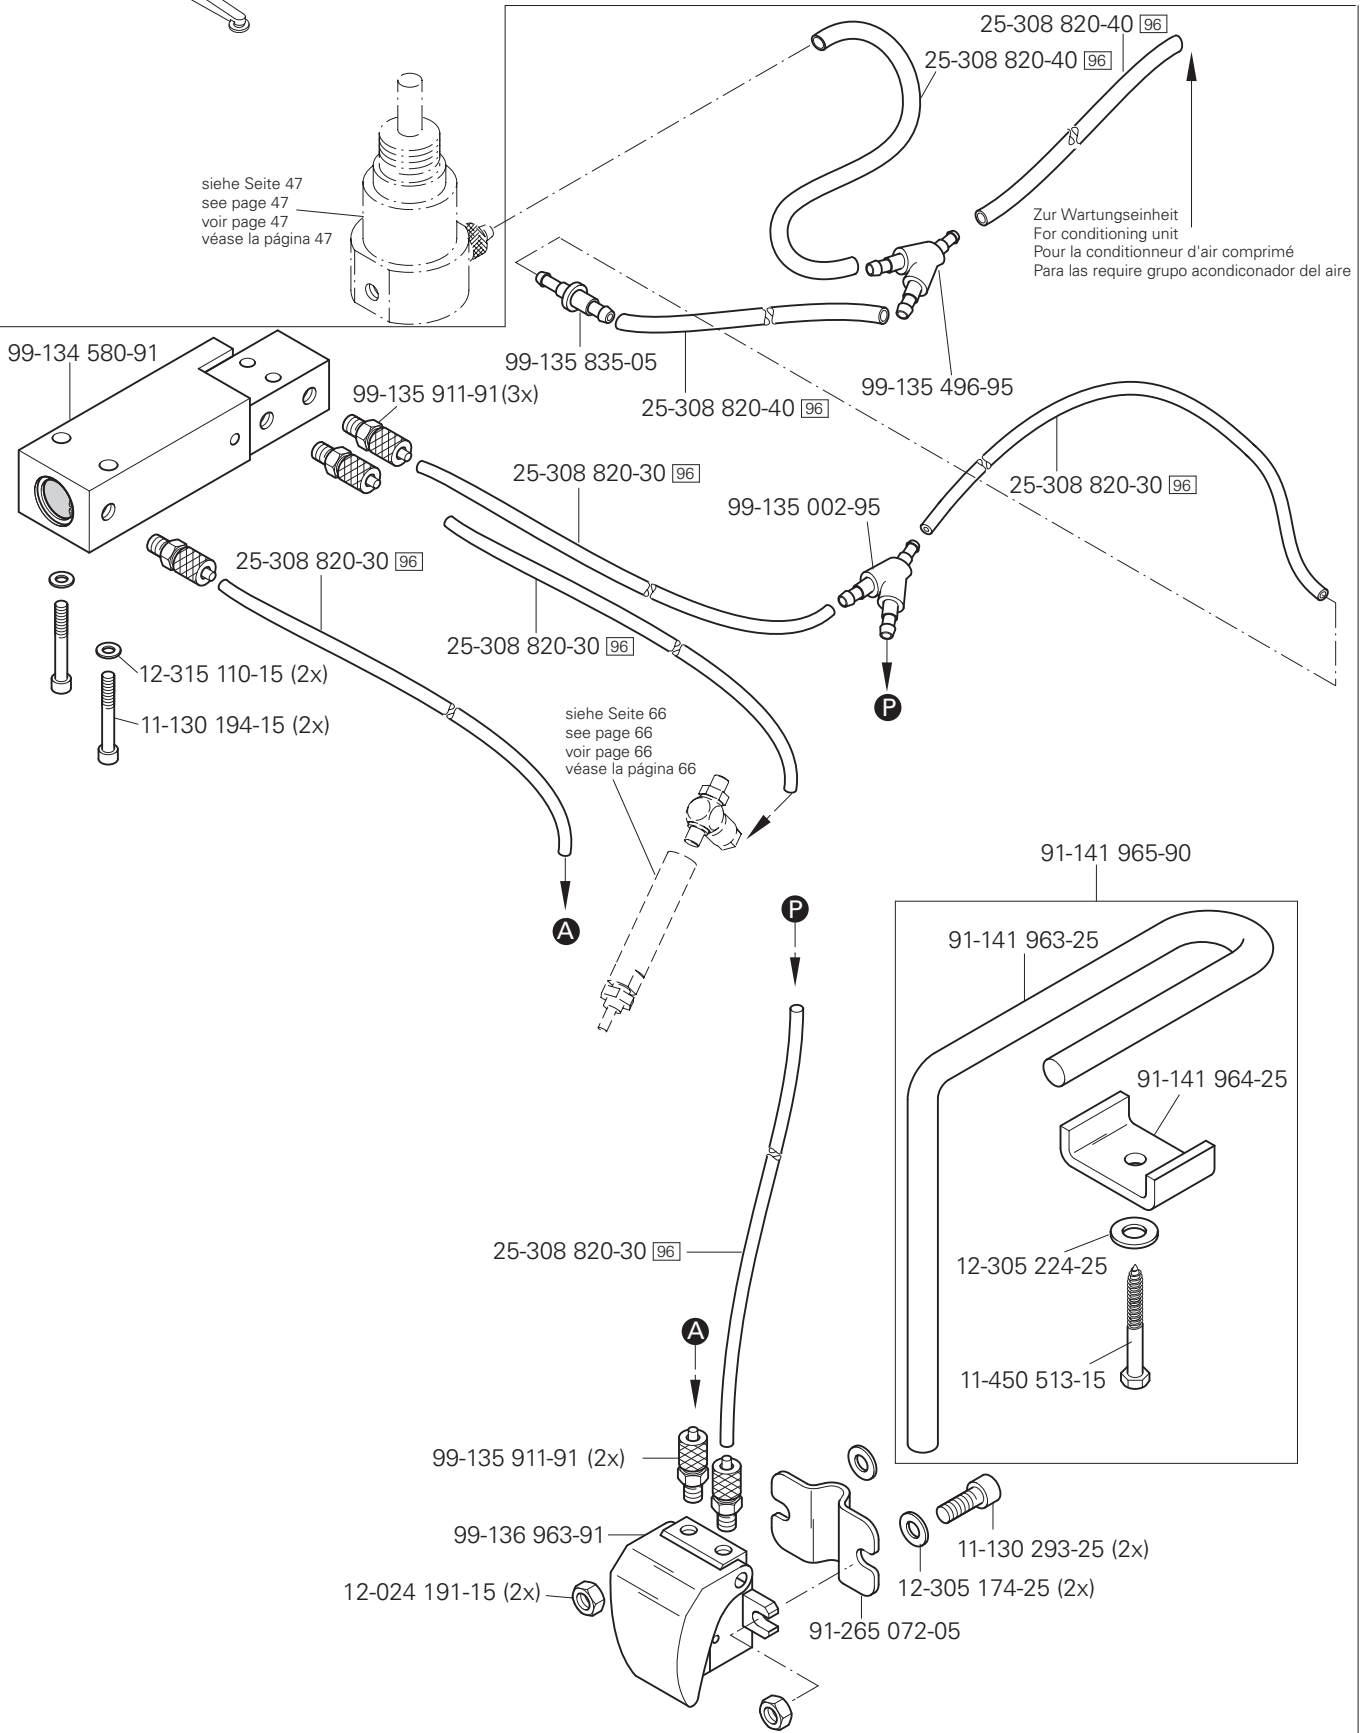 25-308 820-40 96
25-308 820-40 96
siehe Seite 47
see page 47
voir page 47
véase la página 47
Zur Wartungseinheit
For conditioning unit
Pour la conditionneur d'air comprimé
Para las require grupo acondiconador del aire
99-134 580-91
99-135 835-05
99-135 911-91(3x)
99-135 496-95
25-308 820-40 96
25-308 820-30 96
25-308 820-30 96
99-135 002-95
25-308 820-30 96
25-308 820-30 96
12-315 110-15 (2x)
11-130 194-15 (2x)
P
siehe Seite 66
see page 66
voir page 66
véase la página 66
91-141 965-90
A
P
91-141 963-25
91-141 964-25
25-308 820-30 96
12-305 224-25
A
11-450 513-15
99-135 911-91 (2x)
99-136 963-91
11-130 293-25 (2x)
12-024 191-15 (2x)
12-305 174-25 (2x)
91-265 072-05